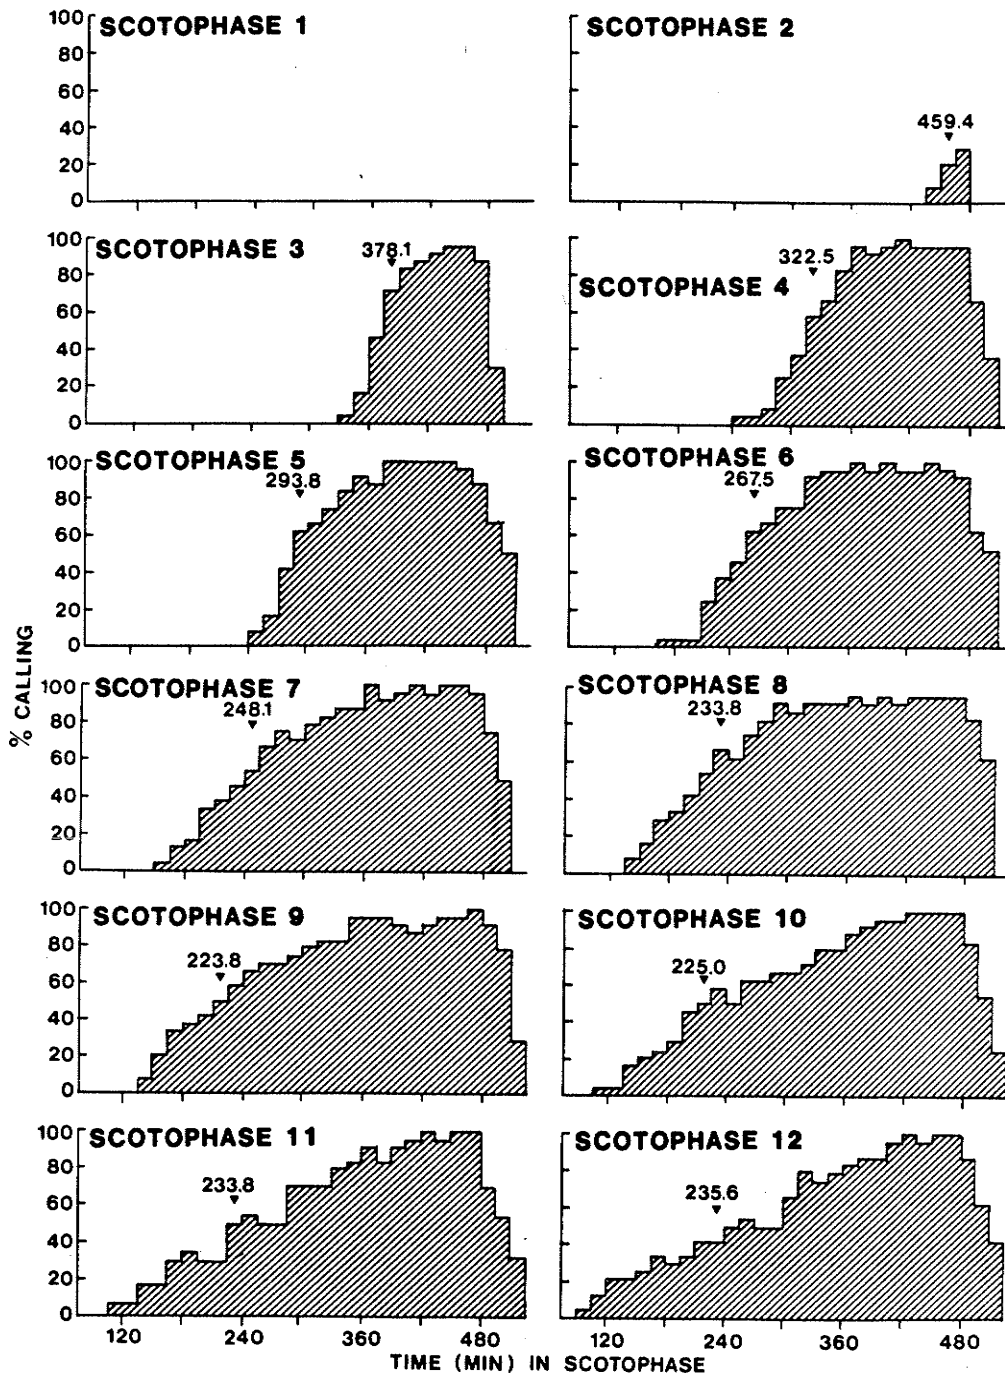 SCOTOPHASE 1
100
80
60
40
20
0
SCOTOPHASE 2
459.4
SCOTOPHASE 3
378.1
100
80
60
40
20
0
SCOTOPHASE 4
322.5
SCOTOPHASE 5
293.8
100
80
60
40
20
0
SCOTOPHASE 6
267.5
SCOTOPHASE 7
248.1
100
80
60
40
20
0
SCOTOPHASE 8
233.8
SCOTOPHASE 9
223.8
100
80
60
40
20
0
SCOTOPHASE 10
225.0
SCOTOPHASE 11
233.8
100
80
60
40
20
0
SCOTOPHASE 12
235.6
% CALLING
120 240 360 480
120 240 360 480
TIME (MIN) IN SCOTOPHASE